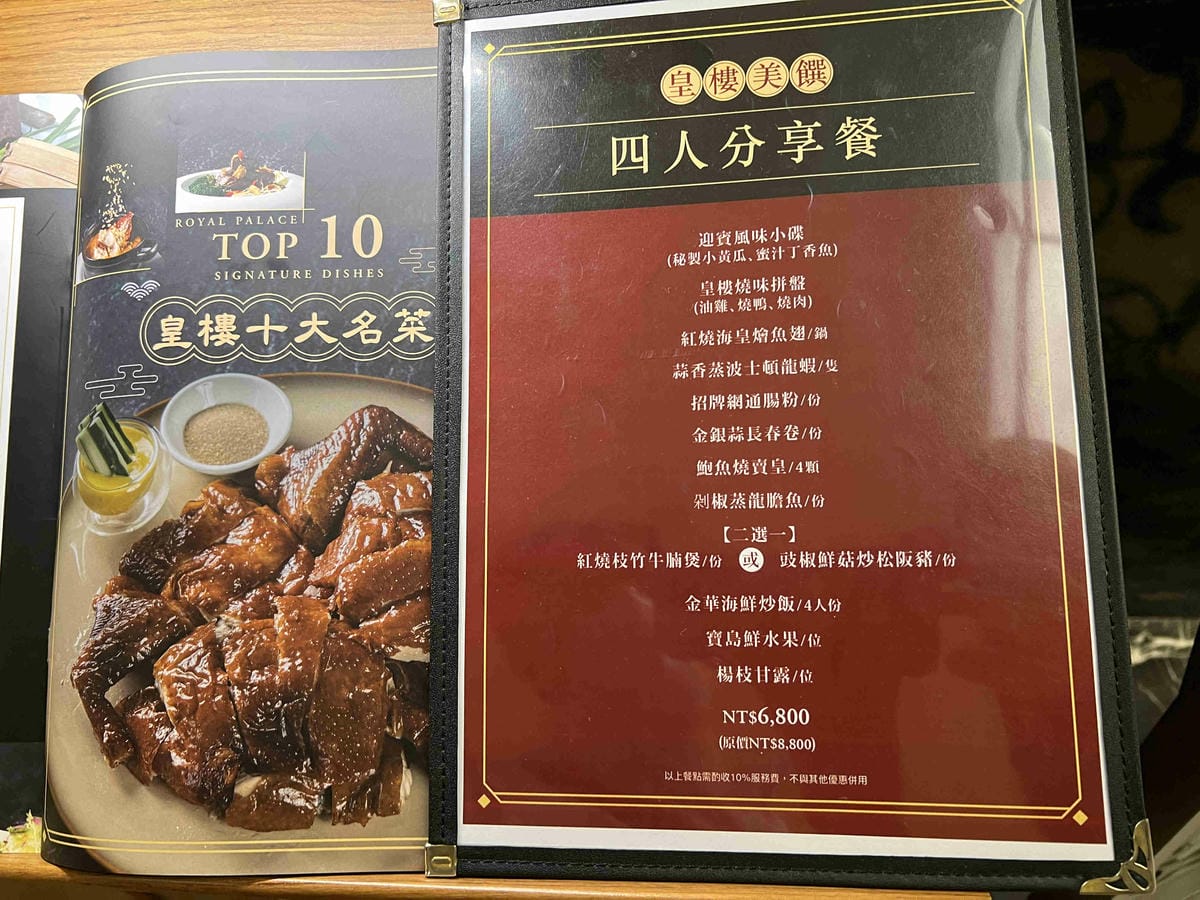 ROYAL PALACE
TOP 10
SIGNATURE DISHES
皇樓十大名菜
皇樓美饌
四人分享餐
迎賓風味小碟
(秘製小黃瓜、蜜汁丁香魚)
皇樓燒味拼盤
(油雞、燒鴨、燒肉)
紅燒海皇燴魚翅/鍋
蒜香蒸波士頓龍蝦/隻
招牌網通腸粉/份
金銀蒜長春卷/份
鮑魚燒賣皇/4顆
剁椒蒸龍膽魚/份
【二選一】
紅燒枝竹牛腩煲/份 或 豉椒鮮菇炒松阪豬/份
金華海鮮炒飯/4人份
寶島鮮水果/位
楊枝甘露/位
NT$6,800
(原價NT$8,800)
以上餐點需酌收10%服務費，不與其他優惠併用